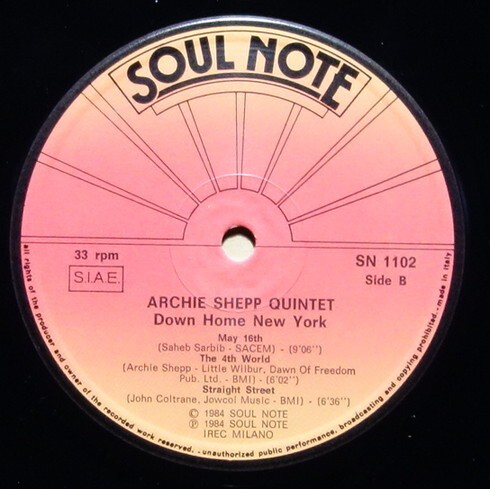 SOUL NOTE
33 rpm
S.I.A.E.
SN 1102
Side B
ARCHIE SHEPP QUINTET
Down Home New York
May 16th
(Saheb Sarbib - SACEM) - (9'06")
The 4th World
(Archie Shepp - Little Wilbur, Dawn Of Freedom
Pub. Ltd. - BMI) - (6'02")
Straight Street
(John Coltrane, Jowcol Music - BMI) - (6'36")
© 1984 SOUL NOTE
℗ 1984 SOUL NOTE
IREC MILANO
all rights of the producer and owner of the recorded work reserved. - unauthorized public performance, broadcasting and copying prohibited - made in italy